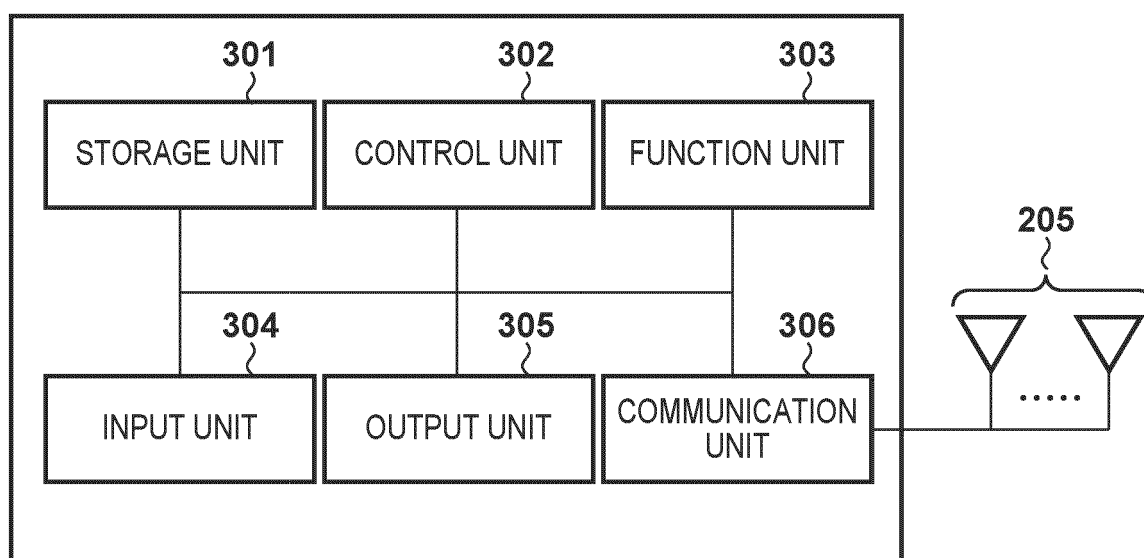 301
302
303
STORAGE UNIT
CONTROL UNIT
FUNCTION UNIT
205
304
305
306
INPUT UNIT
OUTPUT UNIT
COMMUNICATION
UNIT
.....